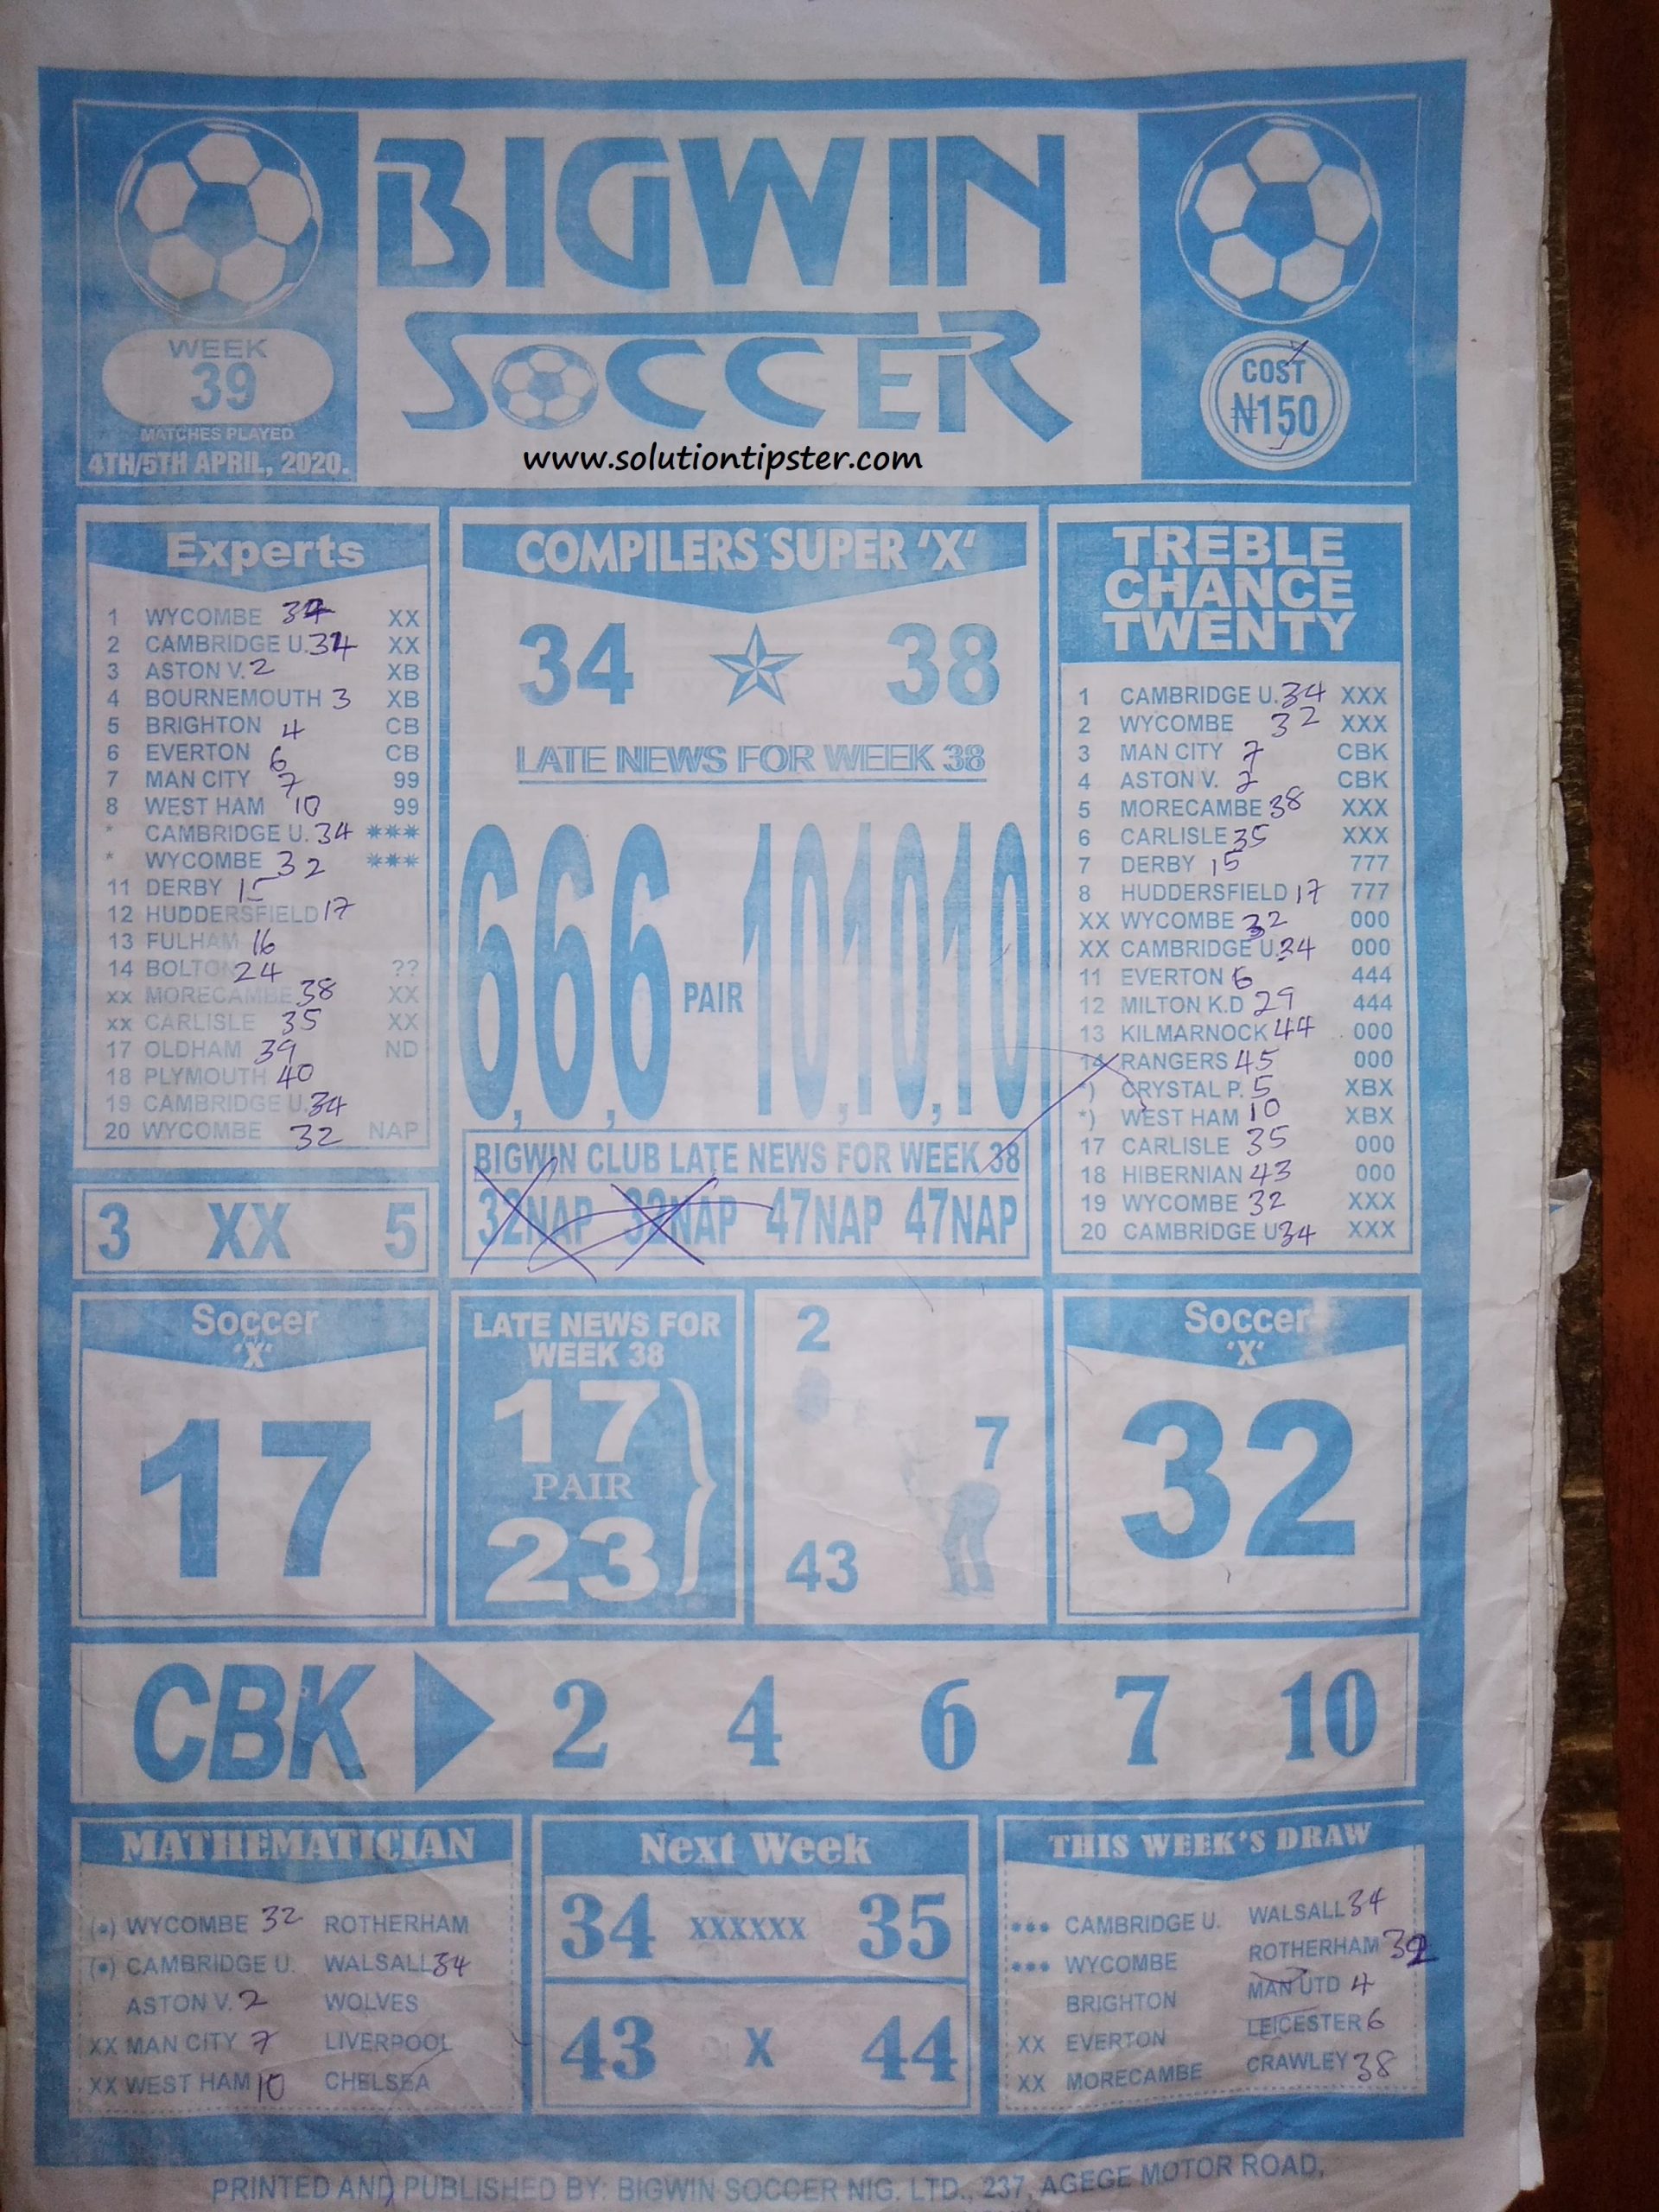 BIGWIN
SOCCER
WEEK
39
MATCHES PLAYED
4TH/5TH APRIL, 2020.
COST
₦150
www.solutiontipster.com
Experts
1 WYCOMBE XX
2 CAMBRIDGE U. 34 XX
3 ASTON V. 2 XB
4 BOURNEMOUTH 3 XB
5 BRIGHTON 4 CB
6 EVERTON 6 CB
7 MAN CITY 7 99
8 WEST HAM 10 99
* CAMBRIDGE U. 34 ***
* WYCOMBE 32 ***
11 DERBY 15
12 HUDDERSFIELD 17
13 FULHAM 16
14 BOLTON 24 ??
xx MORECAMBE 38 XX
xx CARLISLE 35 XX
17 OLDHAM 39 ND
18 PLYMOUTH 40
19 CAMBRIDGE U. 34
20 WYCOMBE 32 NAP
3 XX 5
COMPILERS SUPER 'X'
34 38
LATE NEWS FOR WEEK 38
6,6,6 PAIR 10,10,10
BIGWIN CLUB LATE NEWS FOR WEEK 38
32NAP 32NAP 47NAP 47NAP
TREBLE
CHANCE
TWENTY
1 CAMBRIDGE U. 34 XXX
2 WYCOMBE 32 XXX
3 MAN CITY 7 CBK
4 ASTON V. 2 CBK
5 MORECAMBE 38 XXX
6 CARLISLE 35 XXX
7 DERBY 15 777
8 HUDDERSFIELD 17 777
XX WYCOMBE 32 000
XX CAMBRIDGE U. 34 000
11 EVERTON 6 444
12 MILTON K.D 29 444
13 KILMARNOCK 44 000
14 RANGERS 45 000
*) CRYSTAL P. 5 XBX
*) WEST HAM 10 XBX
17 CARLISLE 35 000
18 HIBERNIAN 43 000
19 WYCOMBE 32 XXX
20 CAMBRIDGE U 34 XXX
Soccer
'X'
17
LATE NEWS FOR
WEEK 38
17
PAIR
23
2
7
43
Soccer
'X'
32
CBK 2 4 6 7 10
MATHEMATICIAN
(•) WYCOMBE 32 ROTHERHAM
(•) CAMBRIDGE U. WALSALL 34
ASTON V. 2 WOLVES
XX MAN CITY 7 LIVERPOOL
XX WEST HAM 10 CHELSEA
Next Week
34 XXXXXX 35
43 X 44
THIS WEEK'S DRAW
••• CAMBRIDGE U. WALSALL 34
••• WYCOMBE ROTHERHAM 32
BRIGHTON MAN UTD 4
XX EVERTON LEICESTER 6
XX MORECAMBE CRAWLEY 38
PRINTED AND PUBLISHED BY: BIGWIN SOCCER NIG. LTD., 237, AGEGE MOTOR ROAD,